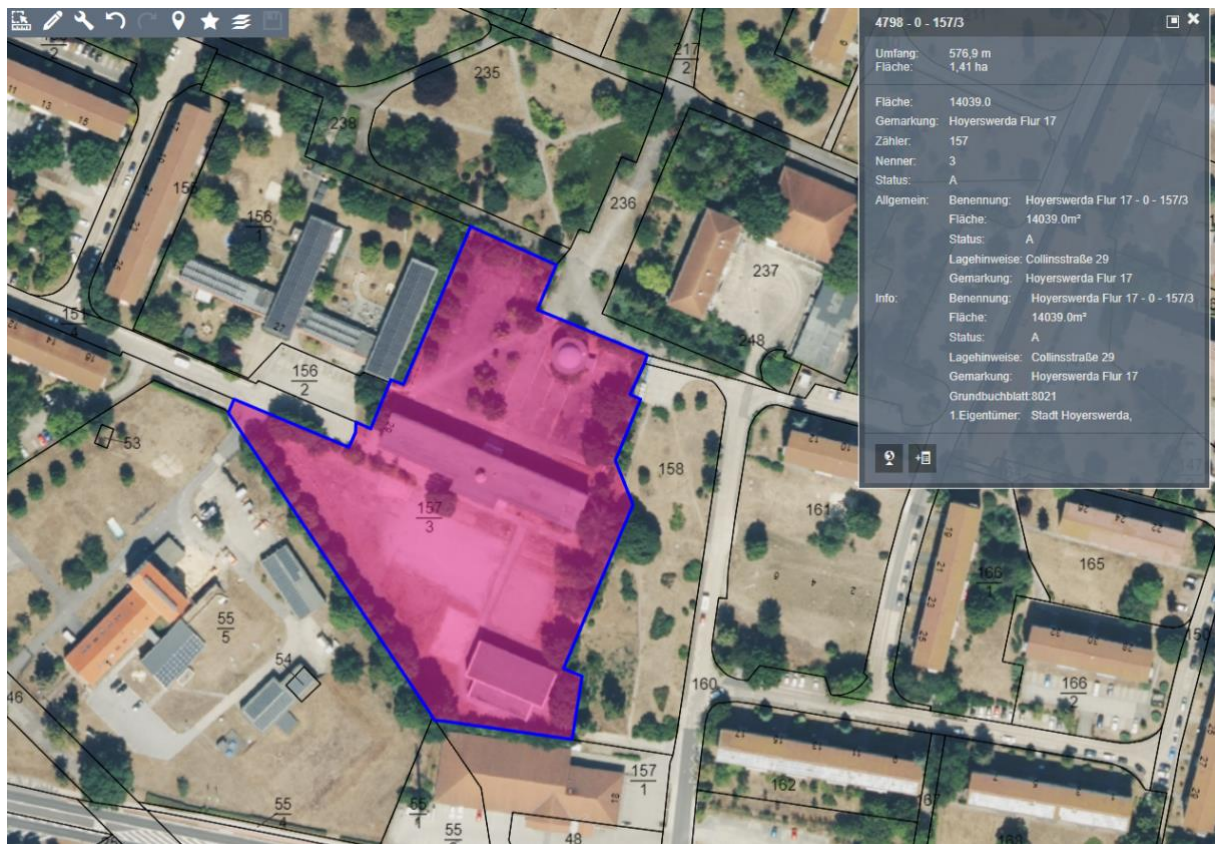 4798 - 0 - 157/3
Umfang: 576,9 m
Fläche: 1,41 ha
Fläche: 14039.0
Gemarkung: Hoyerswerda Flur 17
Zähler: 157
Nenner: 3
Status: A
Allgemein: Benennung: Hoyerswerda Flur 17 - 0 - 157/3
Fläche: 14039.0m²
Status: A
Lagehinweise: Collinsstraße 29
Gemarkung: Hoyerswerda Flur 17
Info: Benennung: Hoyerswerda Flur 17 - 0 - 157/3
Fläche: 14039.0m²
Status: A
Lagehinweise: Collinsstraße 29
Gemarkung: Hoyerswerda Flur 17
Grundbuchblatt:8021
1.Eigentümer: Stadt Hoyerswerda,
217
2
235
238
236
237
248
156
1
156
2
53
157
3
158
161
165
55
5
54
46
160
166
2
157
1
162
55
4
48